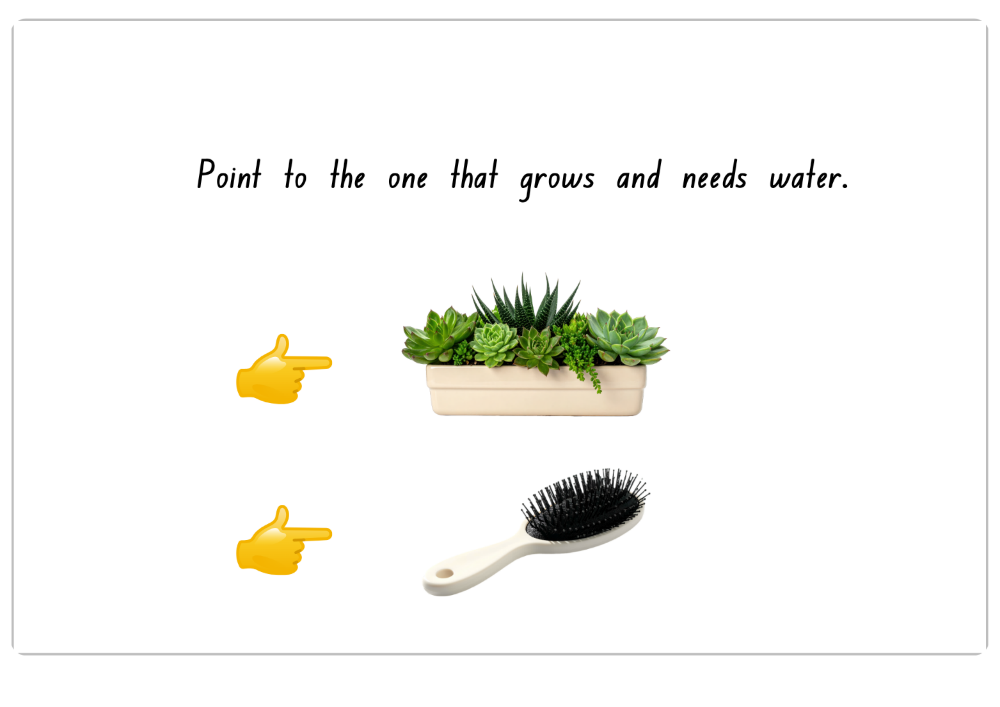 Point to the one that grows and needs water.